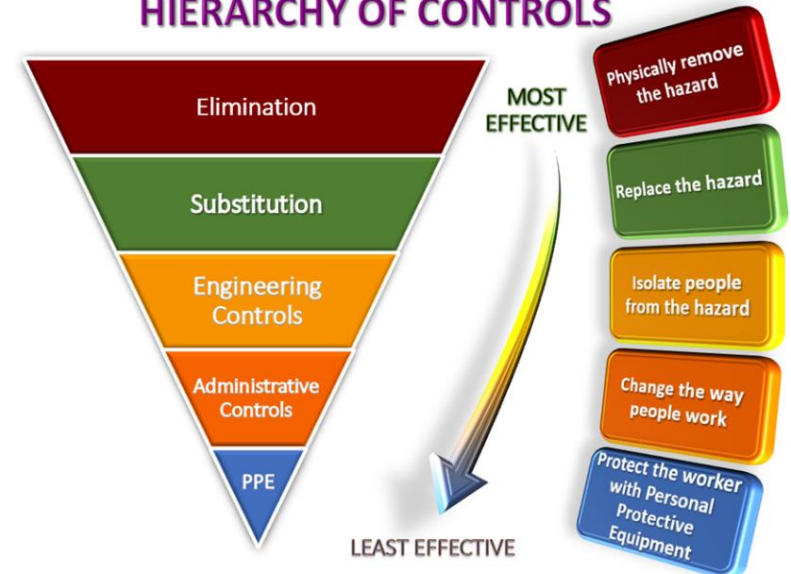 HIERARCHY OF CONTROLS
Elimination
Substitution
Engineering
Controls
Administrative
Controls
PPE
MOST
EFFECTIVE
LEAST EFFECTIVE
Physically remove
the hazard
Replace the hazard
Isolate people
from the hazard
Change the way
people work
Protect the worker
with Personal
Protective
Equipment